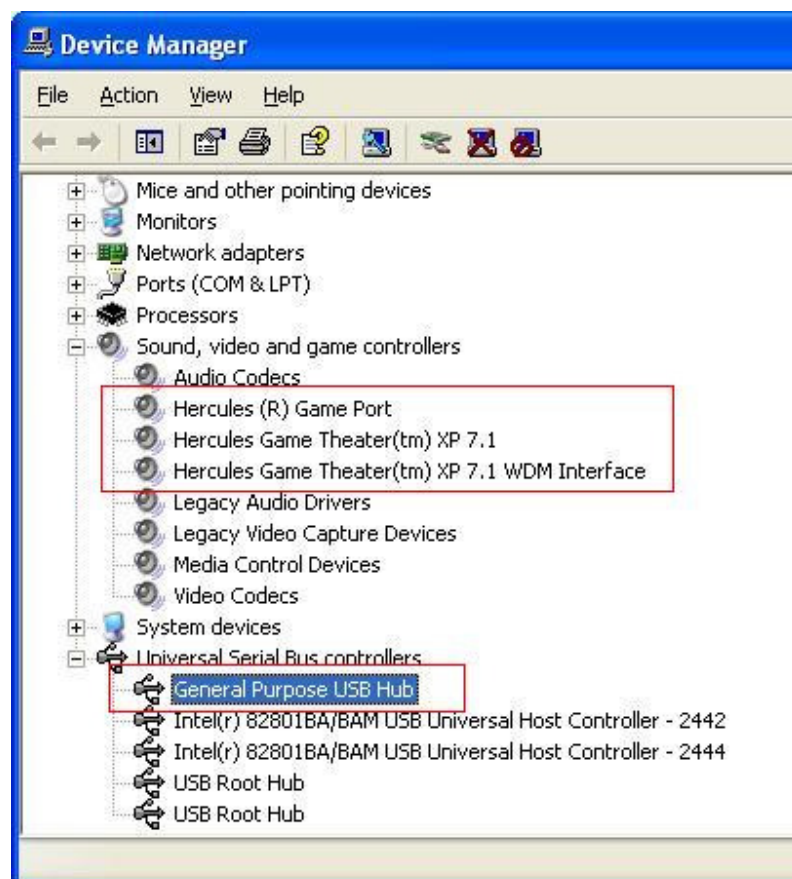 Device Manager
File Action View Help
Mice and other pointing devices
Monitors
Network adapters
Ports (COM & LPT)
Processors
Sound, video and game controllers
Audio Codecs
Hercules (R) Game Port
Hercules Game Theater(tm) XP 7.1
Hercules Game Theater(tm) XP 7.1 WDM Interface
Legacy Audio Drivers
Legacy Video Capture Devices
Media Control Devices
Video Codecs
System devices
Universal Serial Bus controllers
General Purpose USB Hub
Intel(r) 82801BA/BAM USB Universal Host Controller - 2442
Intel(r) 82801BA/BAM USB Universal Host Controller - 2444
USB Root Hub
USB Root Hub